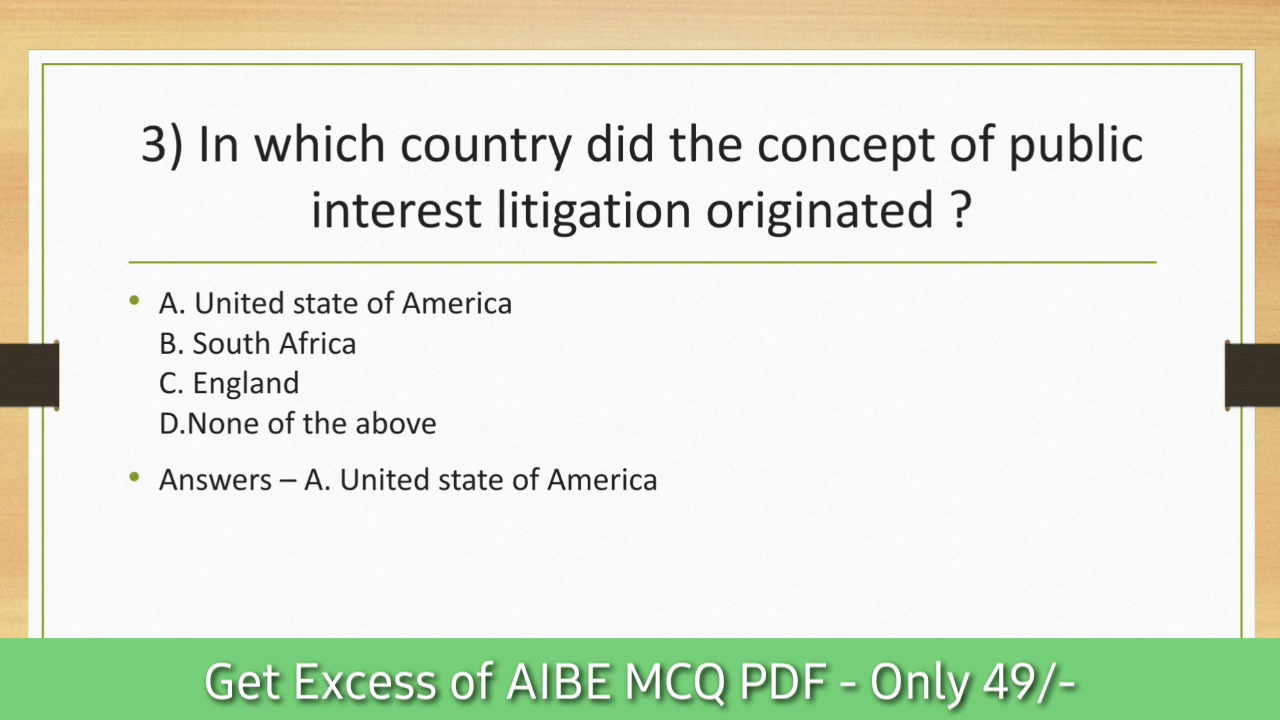 3) In which country did the concept of public
interest litigation originated ?
• A. United state of America
B. South Africa
C. England
D.None of the above
• Answers – A. United state of America
Get Excess of AIBE MCQ PDF - Only 49/-